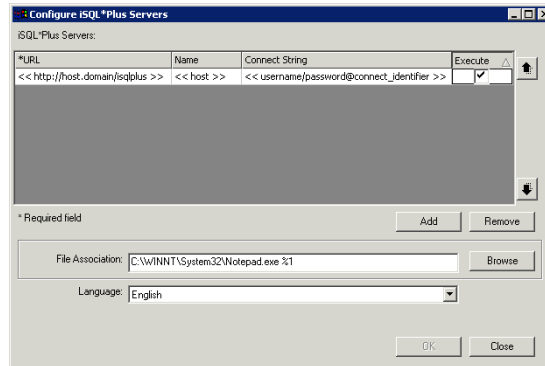 Configure iSQL*Plus Servers
iSQL*Plus Servers:
*URL Name Connect String Execute
<< http://host.domain/isqlplus >> << host >> << username/password@connect_identifier >>
* Required field
Add Remove
File Association: C:\WINNT\System32\Notepad.exe %1 Browse
Language: English
OK Close